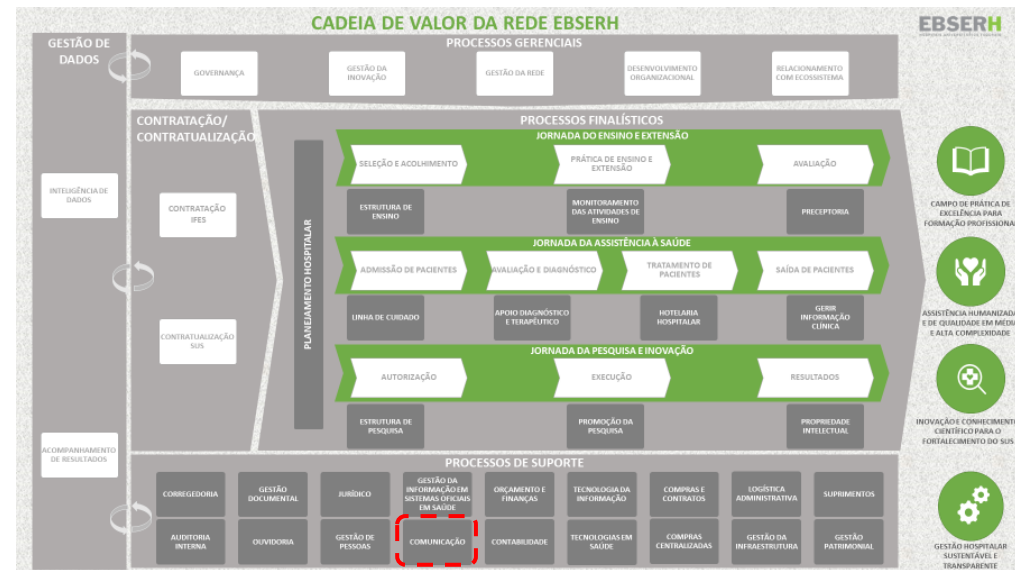 CADEIA DE VALOR DA REDE EBSERH
EBSERH
GESTÃO DE
DADOS
INTELIGÊNCIA DE
DADOS
ACOMPANHAMENTO
DE RESULTADOS
PROCESSOS GERENCIAIS
GOVERNANÇA
GESTÃO DA
INOVAÇÃO
GESTÃO DA REDE
DESENVOLVIMENTO
ORGANIZACIONAL
RELACIONAMENTO
COM ECOSSISTEMA
CONTRATAÇÃO/
CONTRATUALIZAÇÃO
CONTRATAÇÃO
IFES
CONTRATUALIZAÇÃO
SUS
PROCESSOS FINALÍSTICOS
PLANEJAMENTO HOSPITALAR
JORNADA DO ENSINO E EXTENSÃO
SELEÇÃO E ACOLHIMENTO
PRÁTICA DE ENSINO E
EXTENSÃO
AVALIAÇÃO
ESTRUTURA DE
ENSINO
MONITORAMENTO
DAS ATIVIDADES DE
ENSINO
PRECEPTORIA
JORNADA DA ASSISTÊNCIA À SAÚDE
ADMISSÃO DE PACIENTES
AVALIAÇÃO E DIAGNÓSTICO
TRATAMENTO DE
PACIENTES
SAÍDA DE PACIENTES
LINHA DE CUIDADO
APOIO DIAGNÓSTICO
E TERAPÊUTICO
HOTELARIA
HOSPITALAR
GERIR
INFORMAÇÃO
CLÍNICA
JORNADA DA PESQUISA E INOVAÇÃO
AUTORIZAÇÃO
EXECUÇÃO
RESULTADOS
ESTRUTURA DE
PESQUISA
PROMOÇÃO DA
PESQUISA
PROPRIEDADE
INTELECTUAL
PROCESSOS DE SUPORTE
CORREGEDORIA
GESTÃO
DOCUMENTAL
JURÍDICO
GESTÃO DA
INFORMAÇÃO EM
SISTEMAS OFICIAIS
EM SAÚDE
ORÇAMENTO E
FINANÇAS
TECNOLOGIA DA
INFORMAÇÃO
COMPRAS E
CONTRATOS
LOGÍSTICA
ADMINISTRATIVA
SUPRIMENTOS
AUDITORIA
INTERNA
OUVIDORIA
GESTÃO DE
PESSOAS
COMUNICAÇÃO
CONTABILIDADE
TECNOLOGIAS EM
SAÚDE
COMPRAS
CENTRALIZADAS
GESTÃO DA
INFRAESTRUTURA
GESTÃO
PATRIMONIAL
CAMPO DE PRÁTICA DE
EXCELÊNCIA PARA
FORMAÇÃO PROFISSIONA
ASSISTÊNCIA HUMANIZADA
E DE QUALIDADE EM MÉDI
E ALTA COMPLEXIDADE
INOVAÇÃO E CONHECIMENTO
CIENTÍFICO PARA O
FORTALECIMENTO DO SUS
GESTÃO HOSPITALAR
SUSTENTÁVEL E
TRANSPARENTE